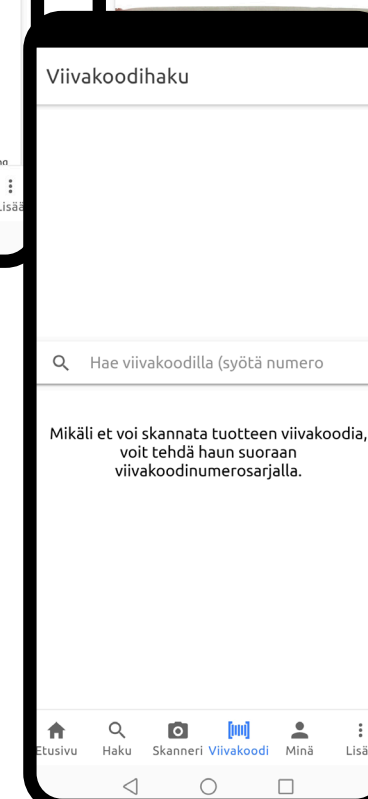 Viivakoodihaku
Hae viivakoodilla (syötä numero
Mikäli et voi skannata tuotteen viivakoodia,
voit tehdä haun suoraan
viivakoodinumerosarjalla.
Etusivu Haku Skanneri Viivakoodi Minä Lisä
Lisää